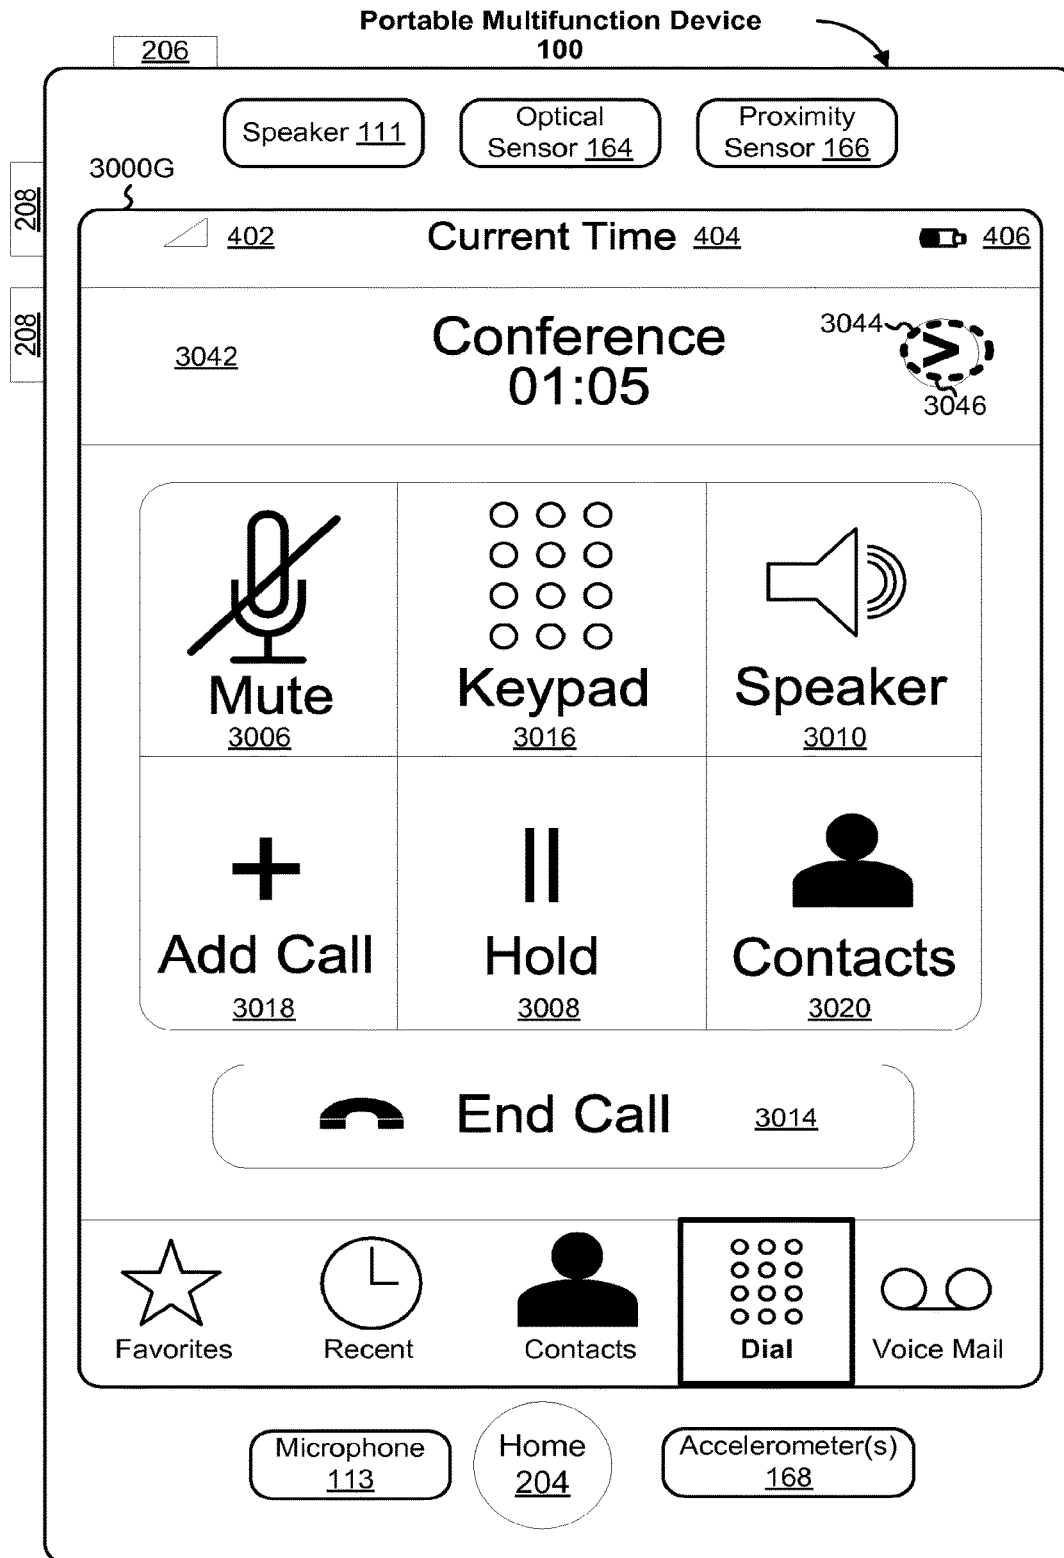 Portable Multifunction Device
100
206
Speaker 111
Optical
Sensor 164
Proximity
Sensor 166
3000G
208
208
402
Current Time 404
406
3042
Conference
01:05
3044
V
3046
Mute
3006
Keypad
3016
Speaker
3010
Add Call
3018
Hold
3008
Contacts
3020
End Call 3014
Favorites
Recent
Contacts
Dial
Voice Mail
Microphone
113
Home
204
Accelerometer(s)
168